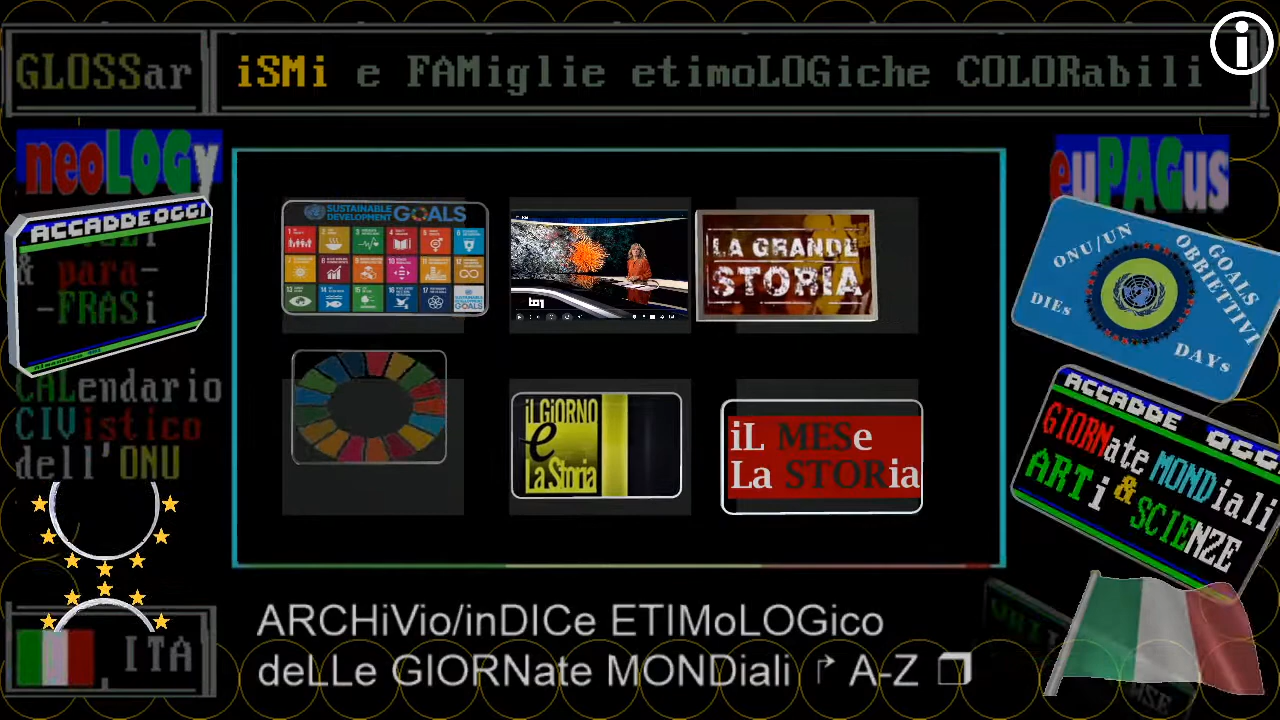 GLOSSar
iSMi e FAMiglie etimoLOGiche COLORabili
i
neoLOGy
ACCADDE OGGI
& para-
-FRASi
CALendario
CIVistico
dell'ONU
ITA
SUSTAINABLE
DEVELOPMENT GOALS
LA GRANDE
STORIA
iL GiORNO
e
La Storia
iL MESe
La STORia
euPAGus
ONU/UN
GOALS
OBBIETTIVI
DIEs
DAYs
ACCADDE OGGI
GIORNate MONDiali
ARTi & SCIENZE
ARCHiVio/inDICe ETIMoLOGico
deLLe GIORNate MONDiali ↱ A-Z ❒